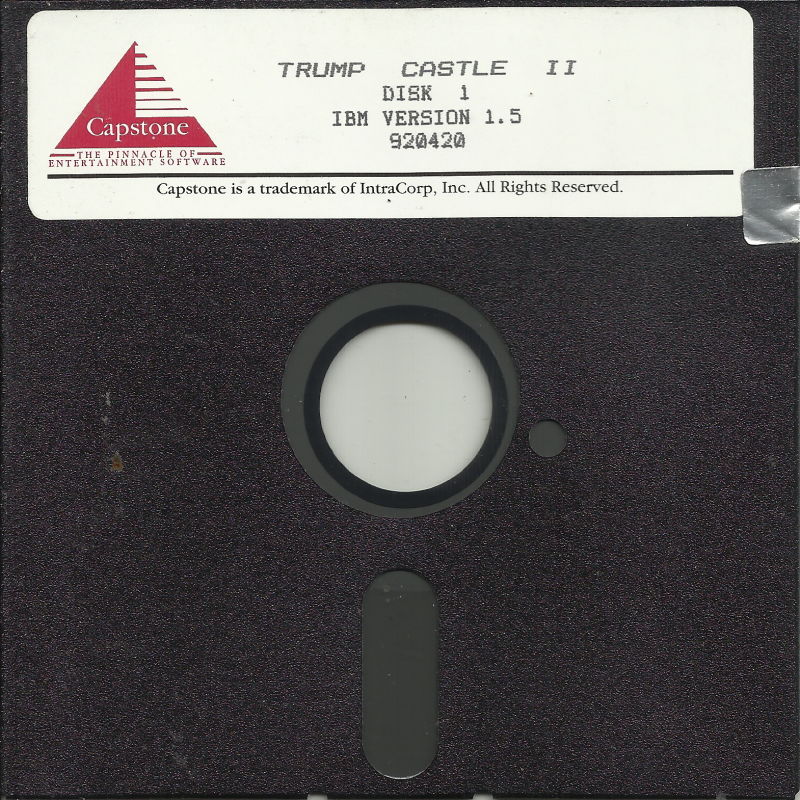 TRUMP CASTLE II
DISK 1
IBM VERSION 1.5
920420
Capstone
THE PINNACLE OF
ENTERTAINMENT SOFTWARE
Capstone is a trademark of IntraCorp, Inc. All Rights Reserved.